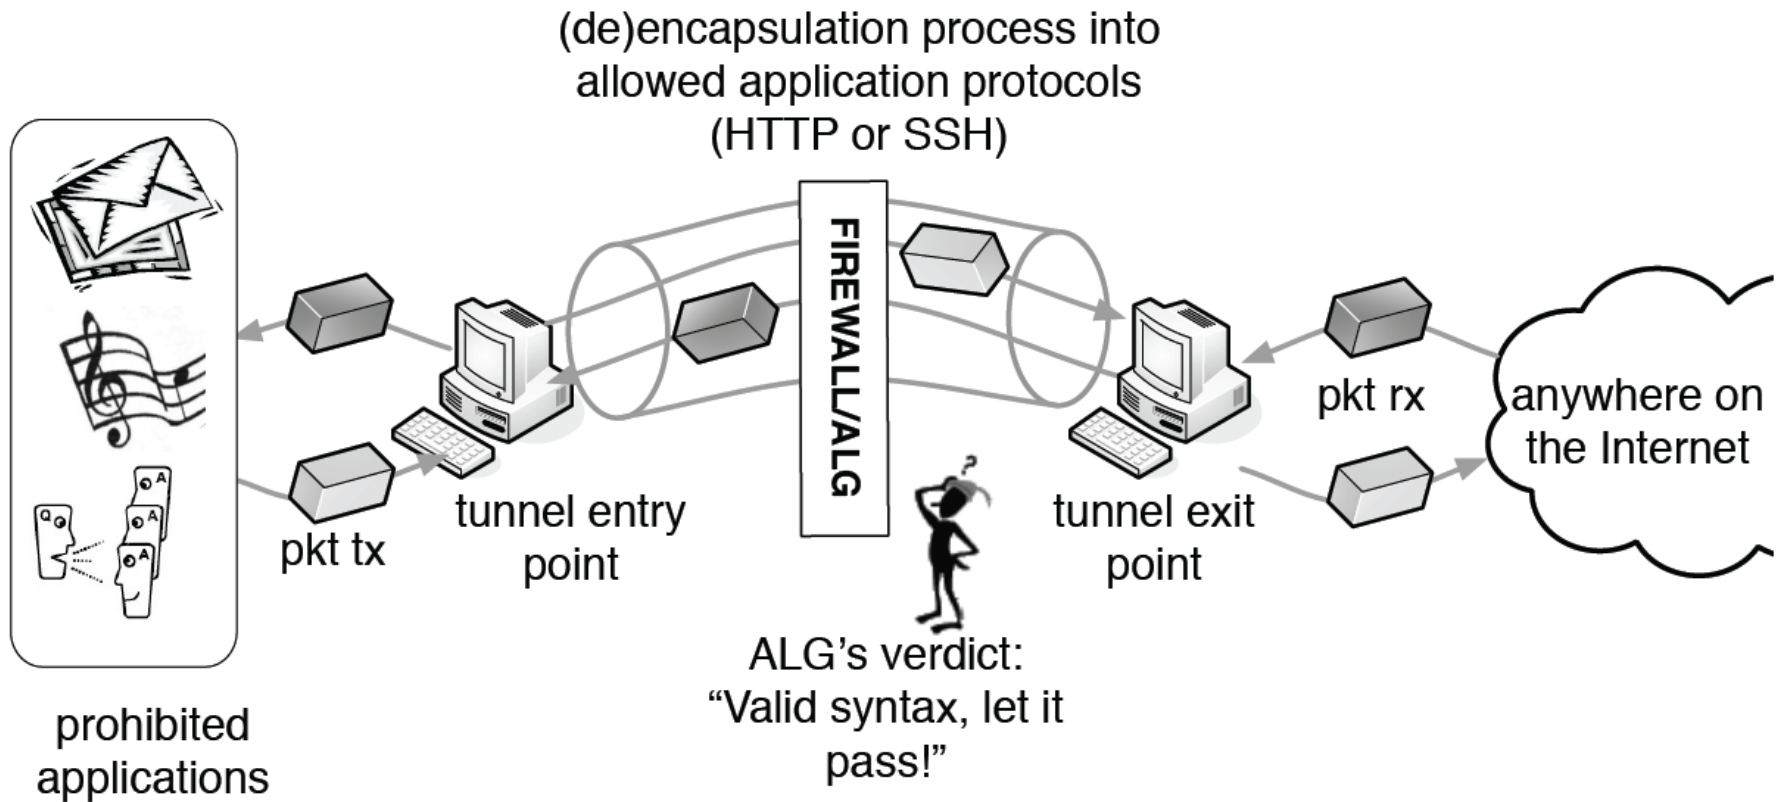 (de)encapsulation process into
allowed application protocols
(HTTP or SSH)
FIREWALL/ALG
pkt rx
anywhere on
the Internet
Q
A
A
A
pkt tx
tunnel entry
point
?
tunnel exit
point
ALG’s verdict:
“Valid syntax, let it
pass!”
prohibited
applications